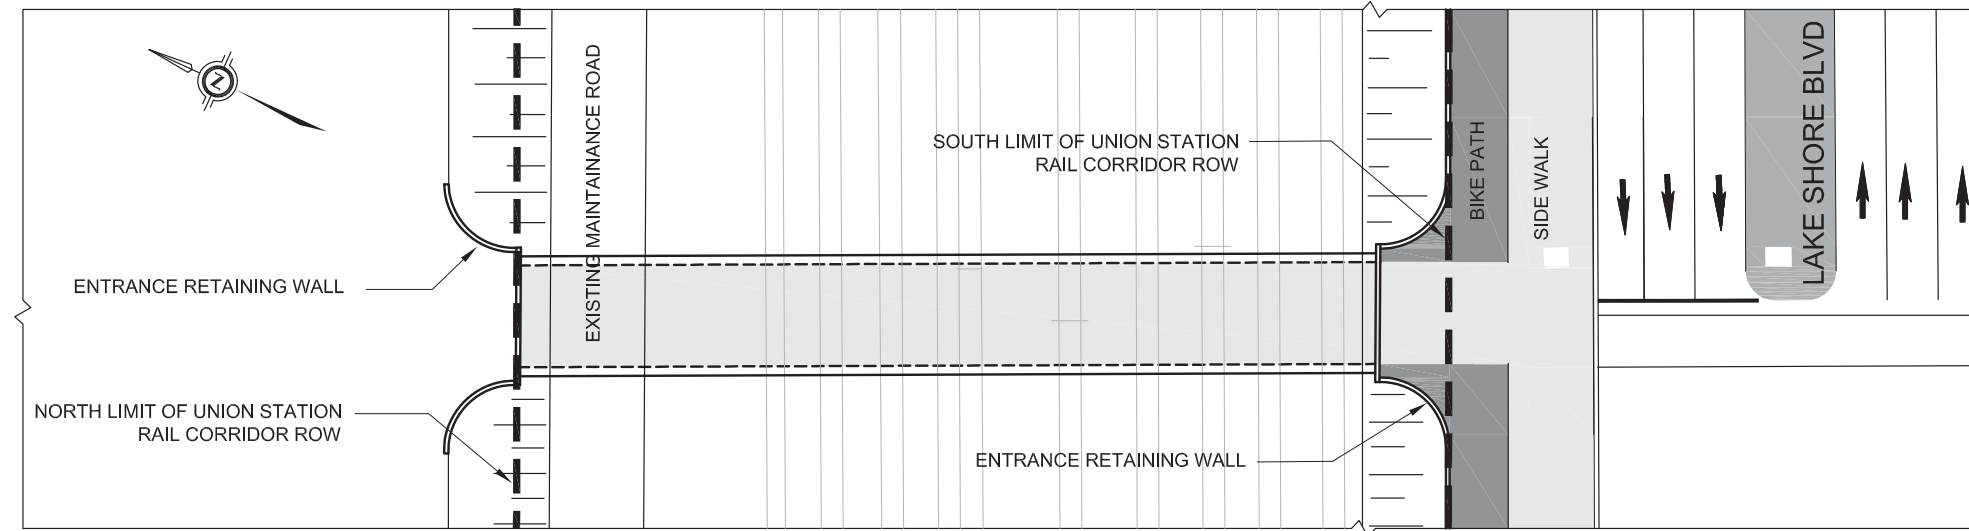 N
EXISTING MAINTAINANCE ROAD
SOUTH LIMIT OF UNION STATION
RAIL CORRIDOR ROW
BIKE PATH
SIDE WALK
LAKE SHORE BLVD
ENTRANCE RETAINING WALL
NORTH LIMIT OF UNION STATION
RAIL CORRIDOR ROW
ENTRANCE RETAINING WALL